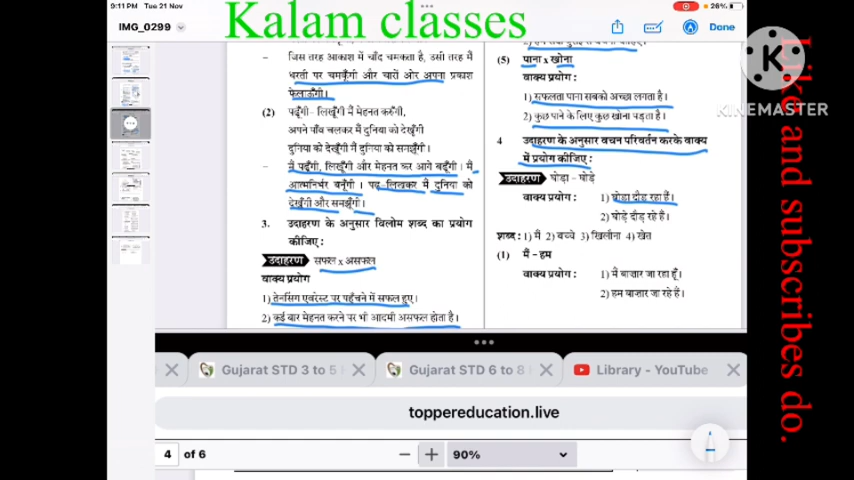 9:11 PM Tue 21 Nov
26%
Kalam classes
IMG_0299
Done
KINEMASTER
Like and subscribes do.
– जिस तरह आकाश में चाँद चमकता है, उसी तरह मैं
धरती पर चमकूँगी और चारों ओर अपना प्रकाश
फैलाऊँगी।
(2) पढ़ूँगी- लिखूँगी मैं मेहनत करुँगी,
अपने पाँव चलकर मैं दुनिया को देखूँगी
दुनिया को देखूँगी मैं दुनिया को समझूँगी।
– मैं पढ़ूँगी, लिखूँगी और मेहनत कर आगे बढ़ूँगी। मैं
आत्मनिर्भर बनूँगी। पढ़ लिखकर मैं दुनिया को
देखूँगी और समझूँगी।
3. उदाहरण के अनुसार विलोम शब्द का प्रयोग
कीजिए:
उदाहरण सफल x असफल
वाक्य प्रयोग
1) तेनसिंग एवरेस्ट पर पहुँचने में सफल हुए।
2) कई बार मेहनत करने पर भी आदमी असफल होता है।
(5) पाना x खोना
वाक्य प्रयोग :
1) सफलता पाना सबको अच्छा लगता है।
2) कुछ पाने के लिए कुछ खोना पड़ता है।
4 उदाहरण के अनुसार वचन परिवर्तन करके वाक्य
में प्रयोग कीजिए :
उदाहरण घोड़ा – घोड़े
वाक्य प्रयोग : 1) घोड़ा दौड़ रहा हैं।
2) घोड़े दौड़ रहे हैं।
शब्द : 1) मैं 2) बच्चे 3) खिलौना 4) खेत
(1) मैं – हम
वाक्य प्रयोग : 1) मैं बाज़ार जा रहा हूँ।
2) हम बाज़ार जा रहे हैं।
Gujarat STD 3 to 5
Gujarat STD 6 to 8
Library - YouTube
toppereducation.live
4 of 6
90%